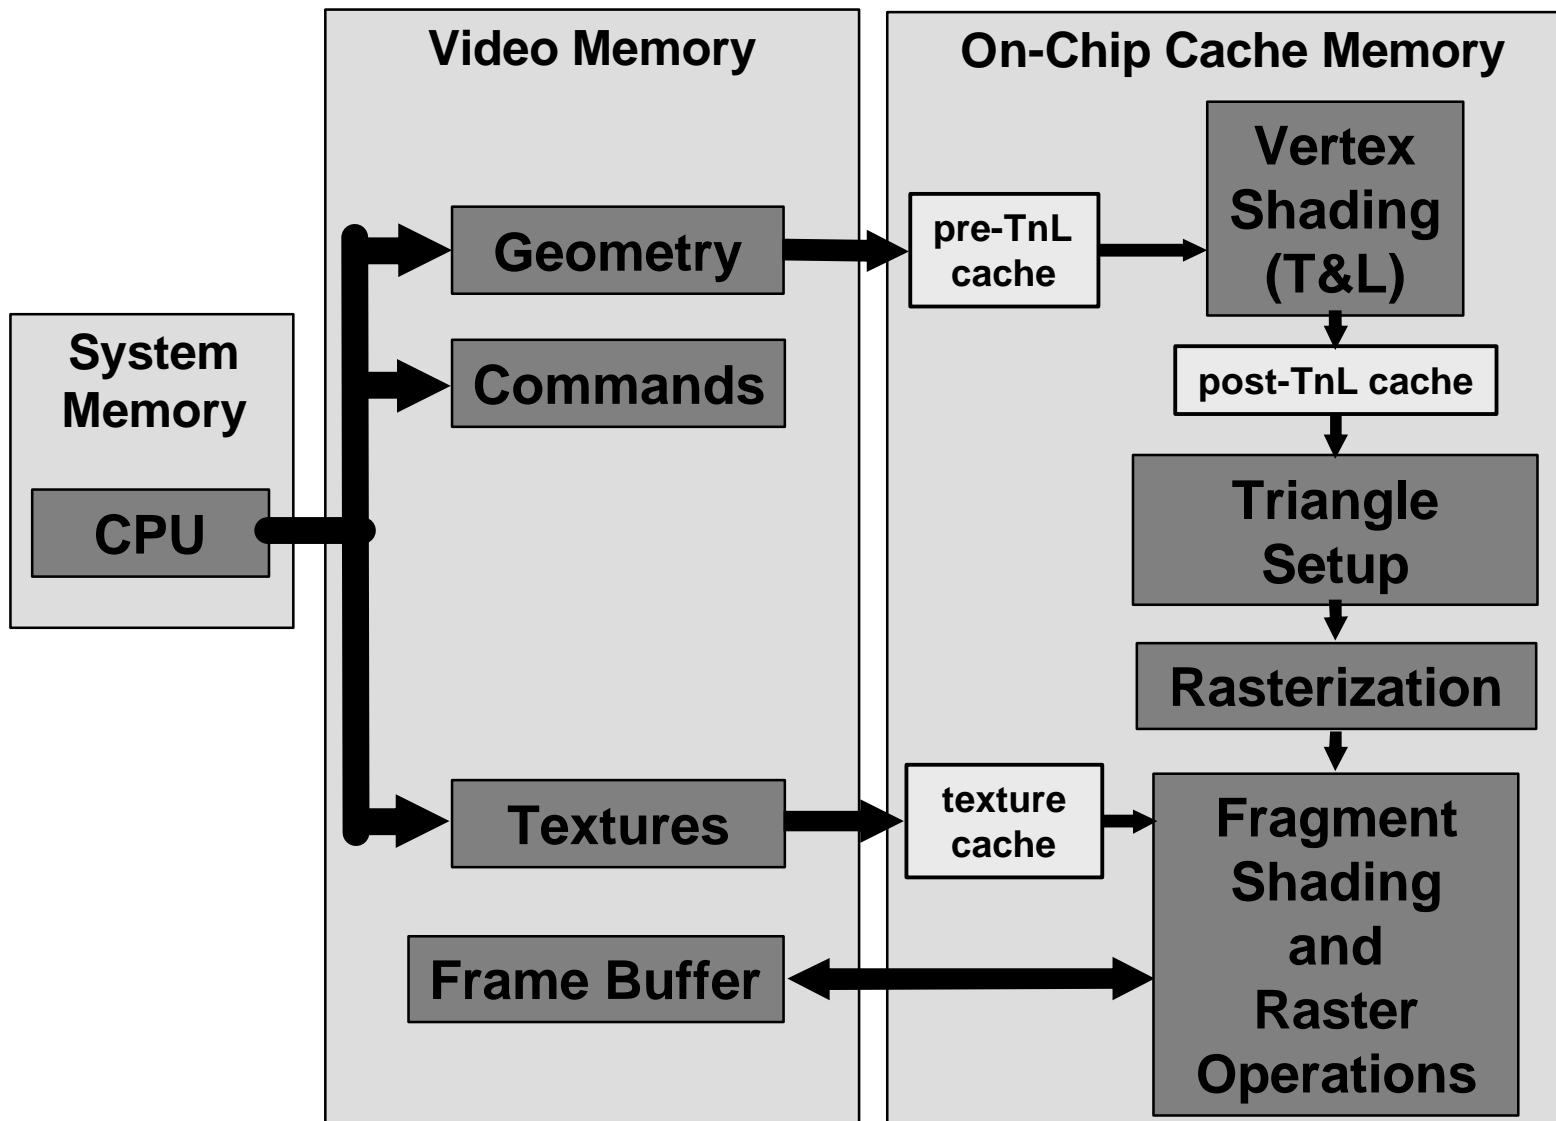 Video Memory
On-Chip Cache Memory
Vertex
Shading
(T&L)
pre-TnL
cache
Geometry
System
Memory
Commands
post-TnL cache
CPU
Triangle
Setup
Rasterization
Textures
texture
cache
Fragment
Shading
and
Raster
Operations
Frame Buffer